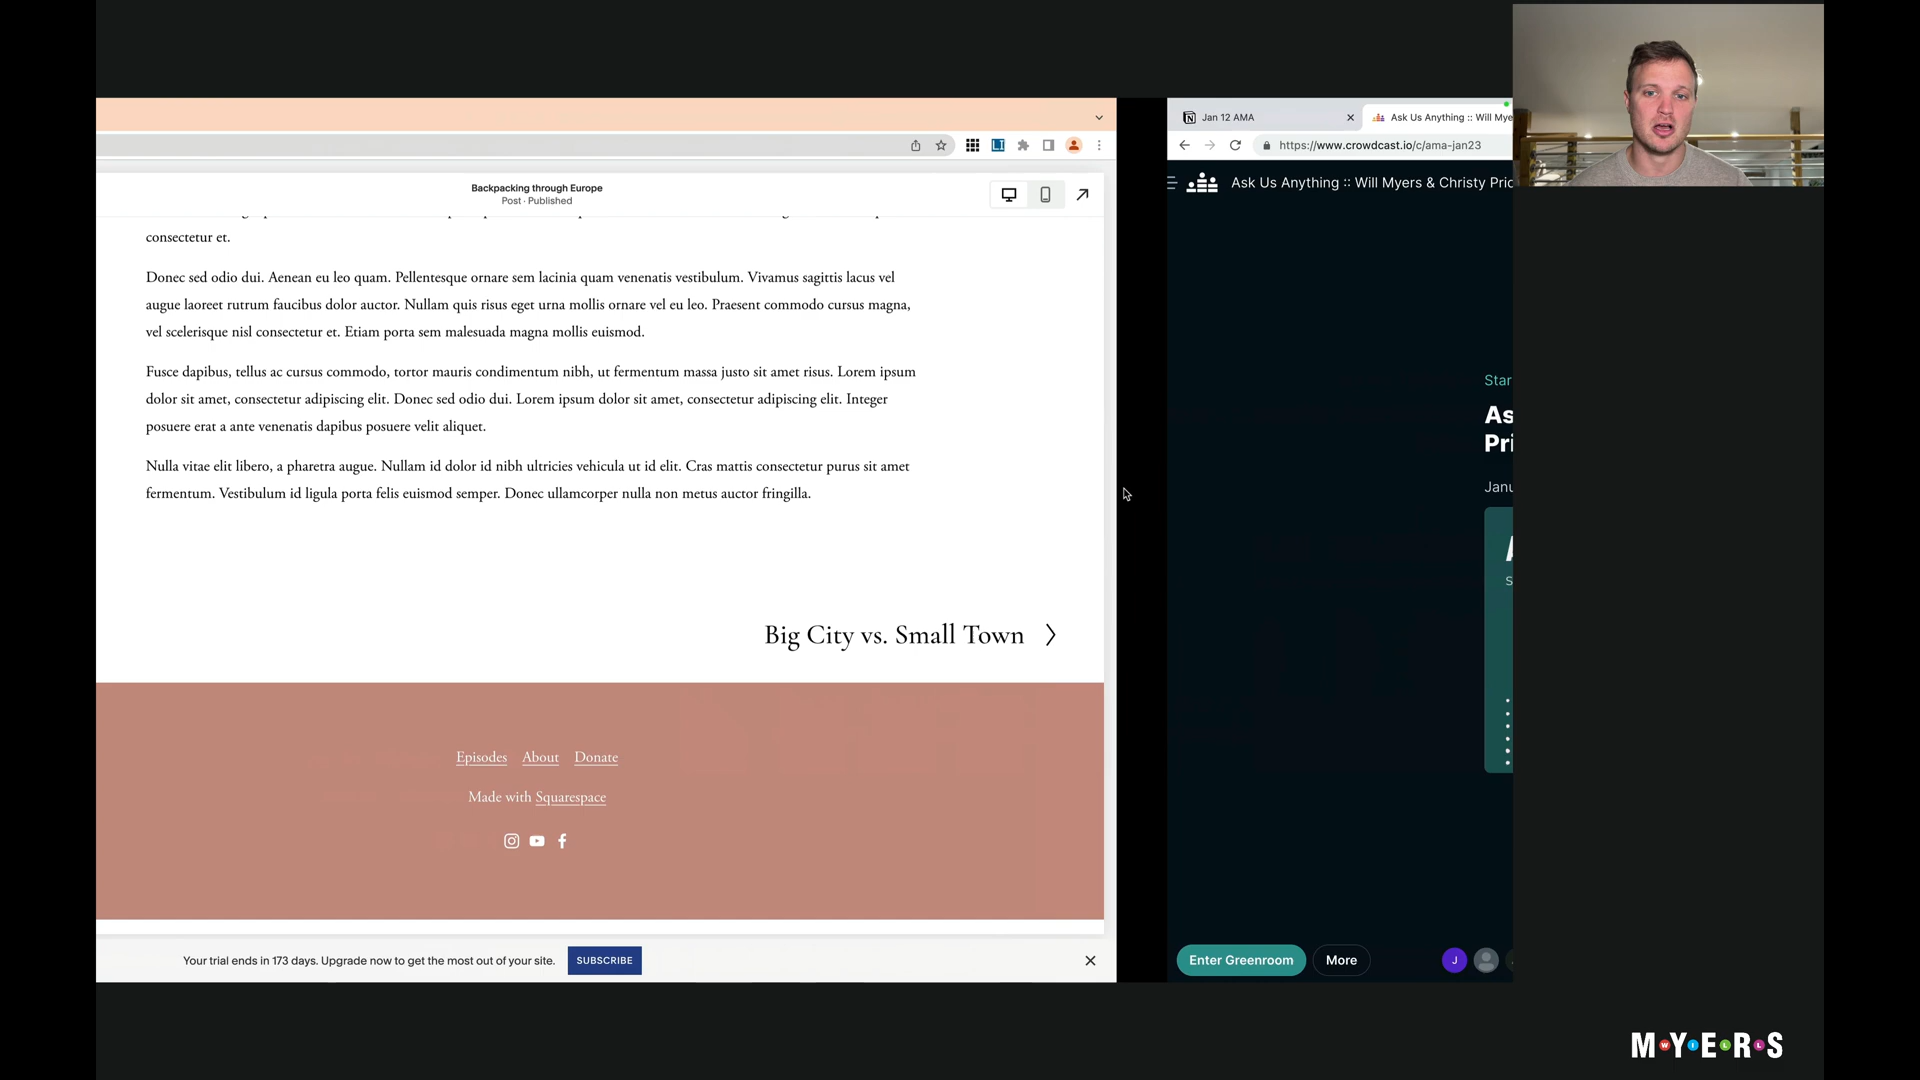 Backpacking through Europe
Post · Published
consectetur et.
Donec sed odio dui. Aenean eu leo quam. Pellentesque ornare sem lacinia quam venenatis vestibulum. Vivamus sagittis lacus vel
augue laoreet rutrum faucibus dolor auctor. Nullam quis risus eget urna mollis ornare vel eu leo. Praesent commodo cursus magna,
vel scelerisque nisl consectetur et. Etiam porta sem malesuada magna mollis euismod.
Fusce dapibus, tellus ac cursus commodo, tortor mauris condimentum nibh, ut fermentum massa justo sit amet risus. Lorem ipsum
dolor sit amet, consectetur adipiscing elit. Donec sed odio dui. Lorem ipsum dolor sit amet, consectetur adipiscing elit. Integer
posuere erat a ante venenatis dapibus posuere velit aliquet.
Nulla vitae elit libero, a pharetra augue. Nullam id dolor id nibh ultricies vehicula ut id elit. Cras mattis consectetur purus sit amet
fermentum. Vestibulum id ligula porta felis euismod semper. Donec ullamcorper nulla non metus auctor fringilla.
Big City vs. Small Town
Episodes About Donate
Made with Squarespace
Your trial ends in 173 days. Upgrade now to get the most out of your site. SUBSCRIBE
Jan 12 AMA
Ask Us Anything :: Will Mye
https://www.crowdcast.io/c/ama-jan23
Ask Us Anything :: Will Myers & Christy Pric
Star
As
Pri
Janu
Enter Greenroom More J
MYERS